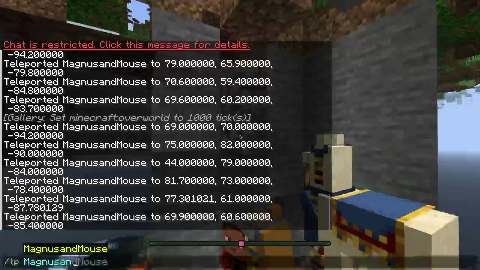 Chat is restricted. Click this message for details.
-94.200000
Teleported MagnusandMouse to 79.000000, 65.900000,
-79.800000
Teleported MagnusandMouse to 70.600000, 59.400000,
-84.800000
Teleported MagnusandMouse to 69.600000, 60.200000,
-83.700000
[Gallery: Set minecraft:overworld to 1000 tick(s)]
Teleported MagnusandMouse to 69.000000, 70.000000,
-94.200000
Teleported MagnusandMouse to 75.000000, 82.000000,
-90.000000
Teleported MagnusandMouse to 44.000000, 79.000000,
-84.000000
Teleported MagnusandMouse to 81.700000, 73.000000,
-78.400000
Teleported MagnusandMouse to 77.301021, 61.000000,
-87.780129
Teleported MagnusandMouse to 69.900000, 60.600000,
-85.400000
MagnusandMouse
/tp MagnusandMouse